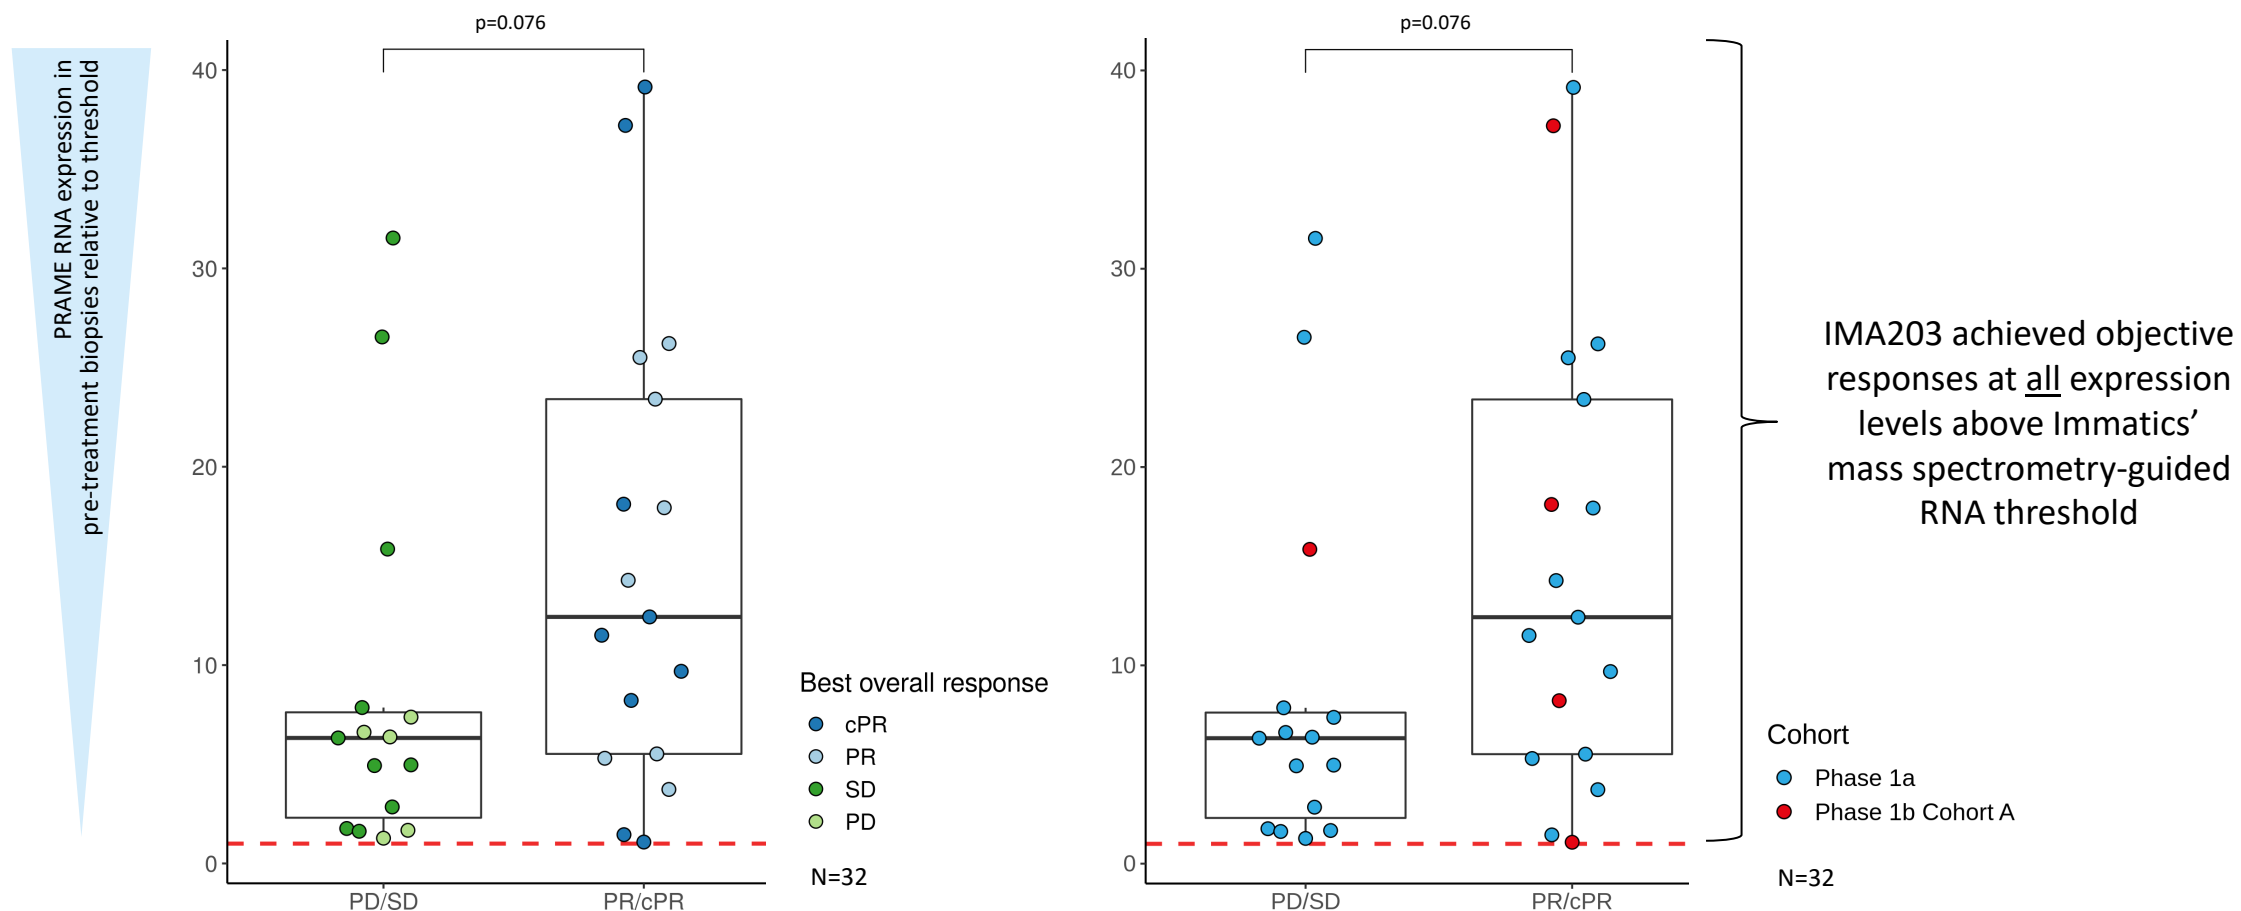 PRAME RNA expression in
pre-treatment biopsies relative to threshold
p=0.076
40
30
20
10
0
PD/SD
PR/cPR
Best overall response
cPR
PR
SD
PD
N=32
p=0.076
40
30
20
10
0
PD/SD
PR/cPR
Cohort
Phase 1a
Phase 1b Cohort A
N=32
IMA203 achieved objective
responses at all expression
levels above Immatics’
mass spectrometry-guided
RNA threshold